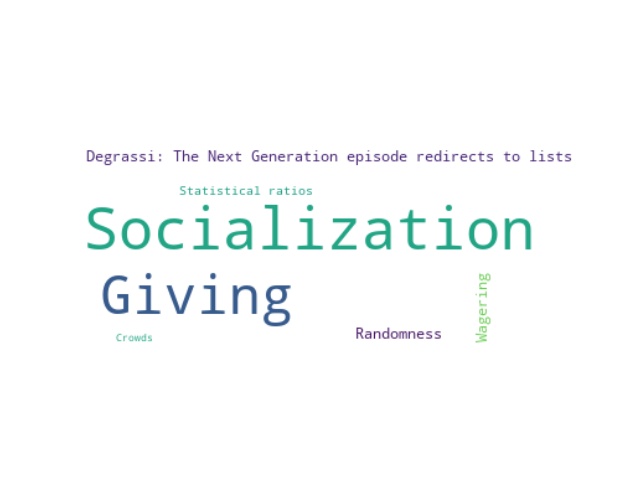 Degrassi: The Next Generation episode redirects to lists
Statistical ratios
Socialization
Giving
Wagering
Randomness
Crowds